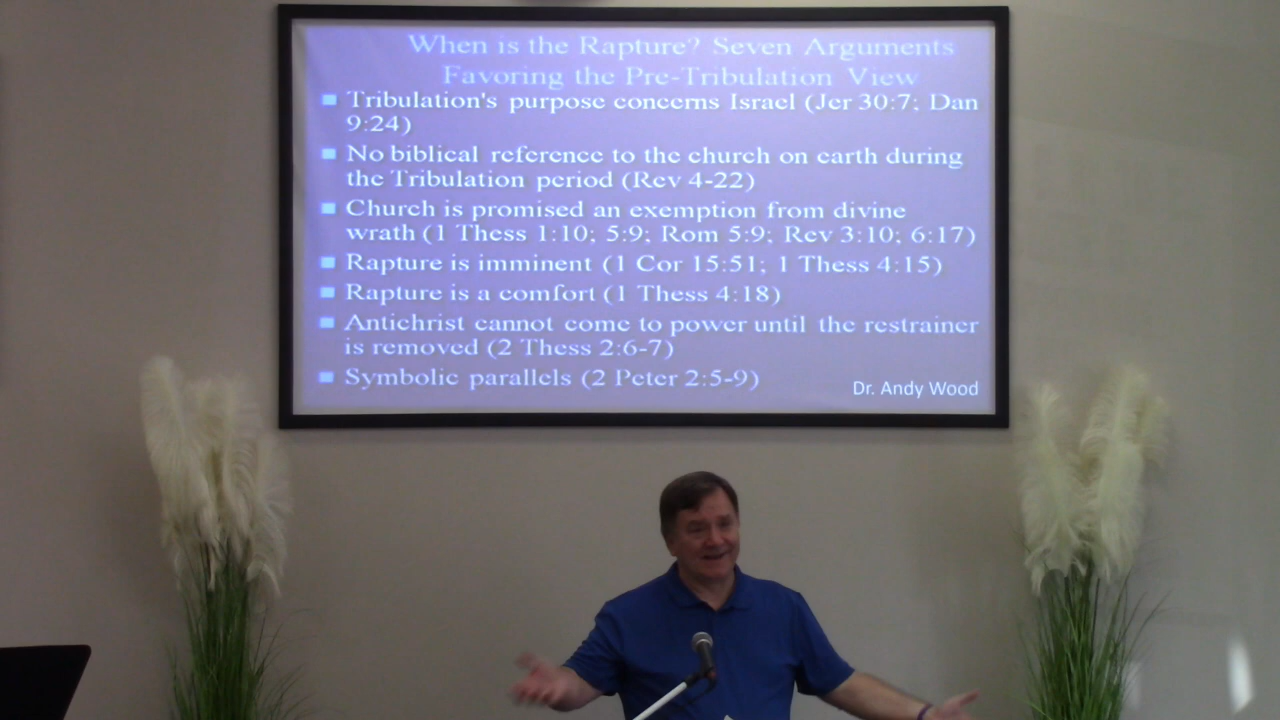 When is the Rapture? Seven Arguments
Favoring the Pre-Tribulation View
Tribulation's purpose concerns Israel (Jer 30:7; Dan
9:24)
No biblical reference to the church on earth during
the Tribulation period (Rev 4-22)
Church is promised an exemption from divine
wrath (1 Thess 1:10; 5:9; Rom 5:9; Rev 3:10; 6:17)
Rapture is imminent (1 Cor 15:51; 1 Thess 4:15)
Rapture is a comfort (1 Thess 4:18)
Antichrist cannot come to power until the restrainer
is removed (2 Thess 2:6-7)
Symbolic parallels (2 Peter 2:5-9)
Dr. Andy Wood